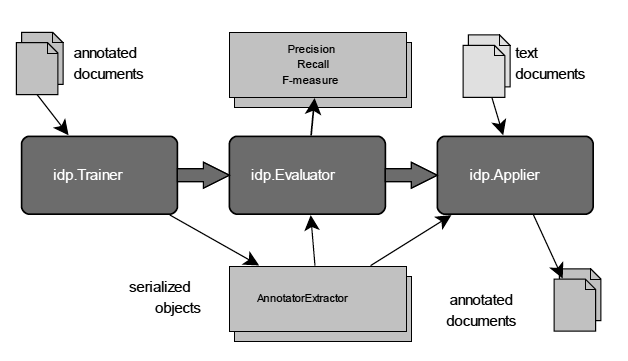 annotated
documents
Precision
Recall
F-measure
text
documents
idp.Trainer
idp.Evaluator
idp.Applier
serialized
objects
AnnotatorExtractor
annotated
documents